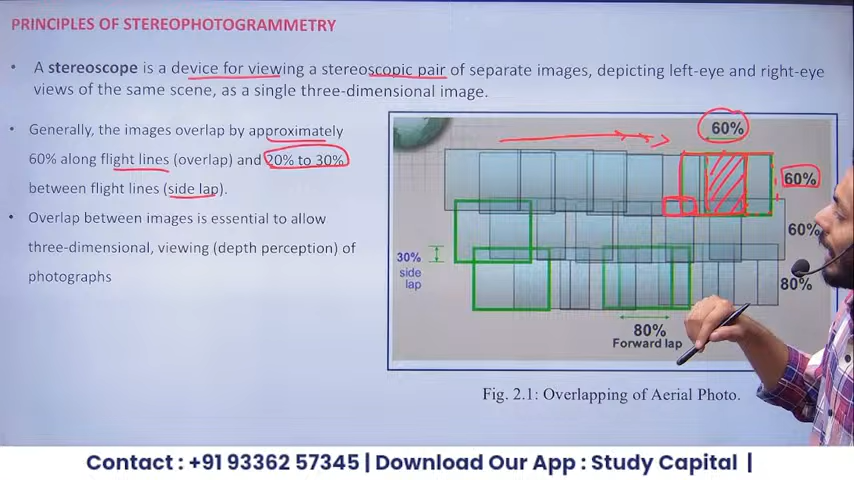 PRINCIPLES OF STEREOPHOTOGRAMMETRY
• A stereoscope is a device for viewing a stereoscopic pair of separate images, depicting left-eye and right-eye
views of the same scene, as a single three-dimensional image.
• Generally, the images overlap by approximately
60% along flight lines (overlap) and 20% to 30%
between flight lines (side lap).
• Overlap between images is essential to allow
three-dimensional, viewing (depth perception) of
photographs
60%
60%
60%
30%
side
lap
80%
80%
Forward lap
Fig. 2.1: Overlapping of Aerial Photo.
Contact : +91 93362 57345 | Download Our App : Study Capital |